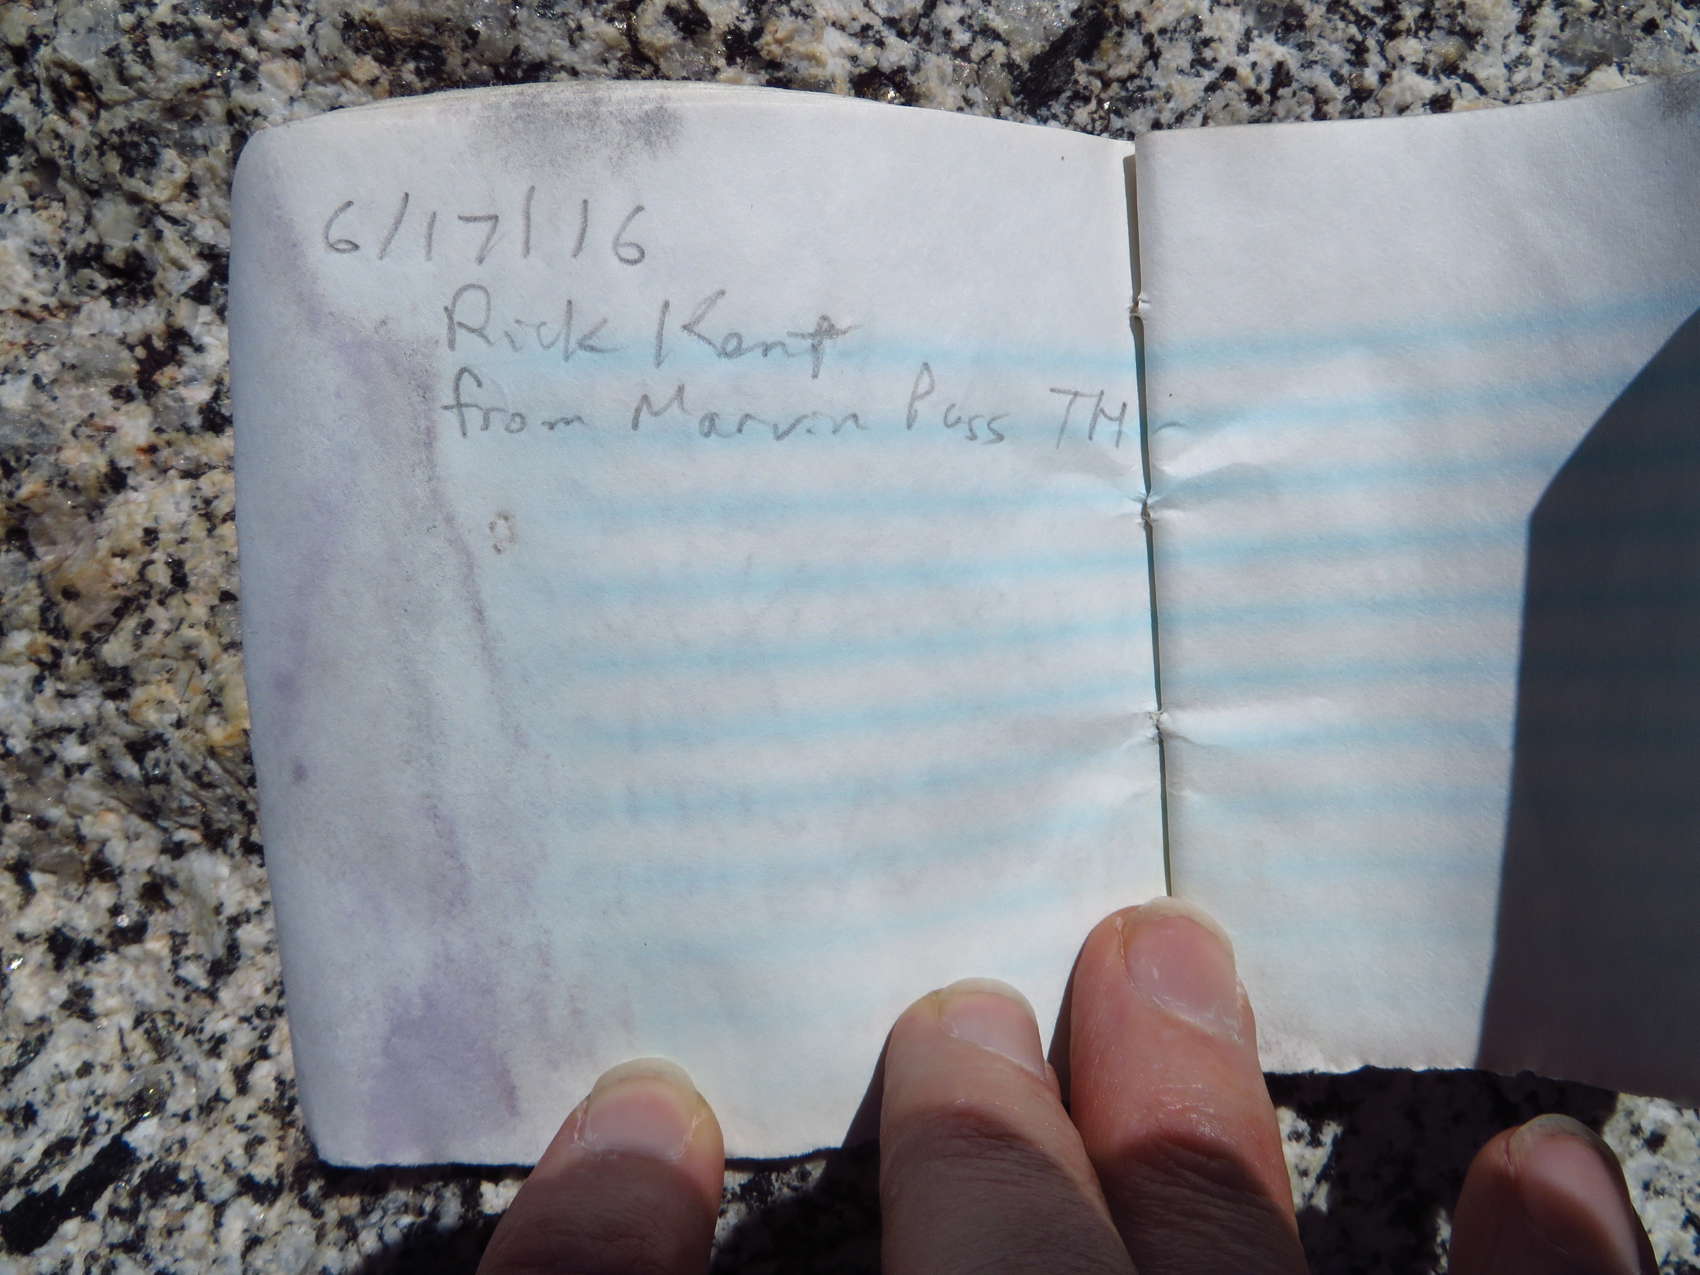 6/17/16
Rick Kent
from Marvin Pass TH